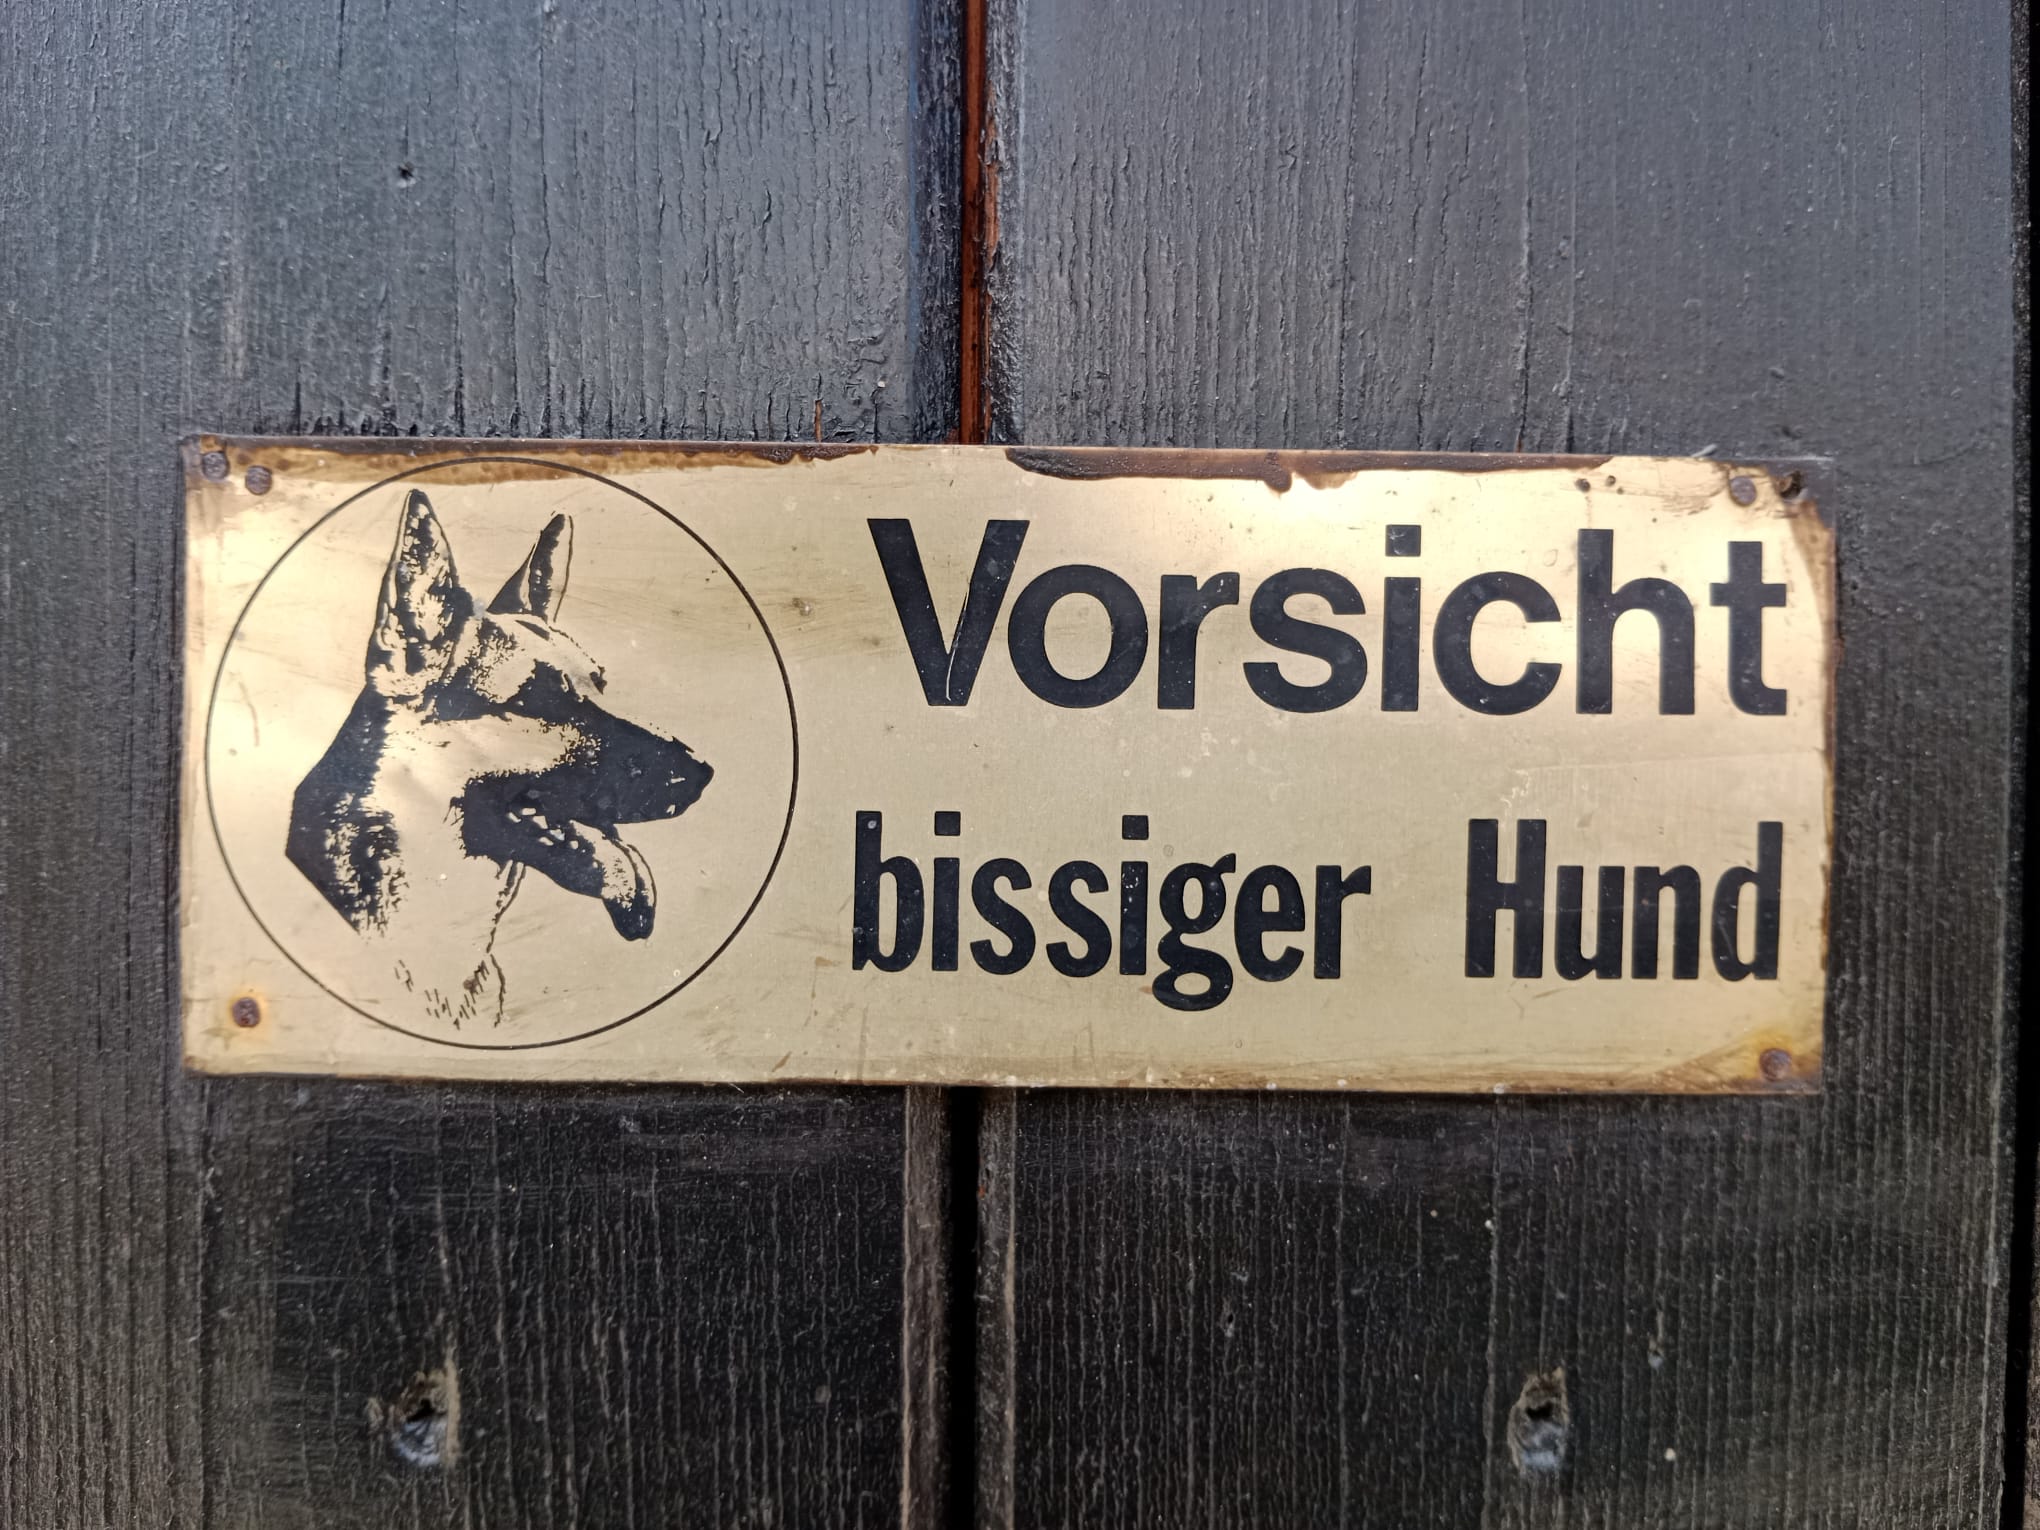 Vorsicht
bissiger Hund